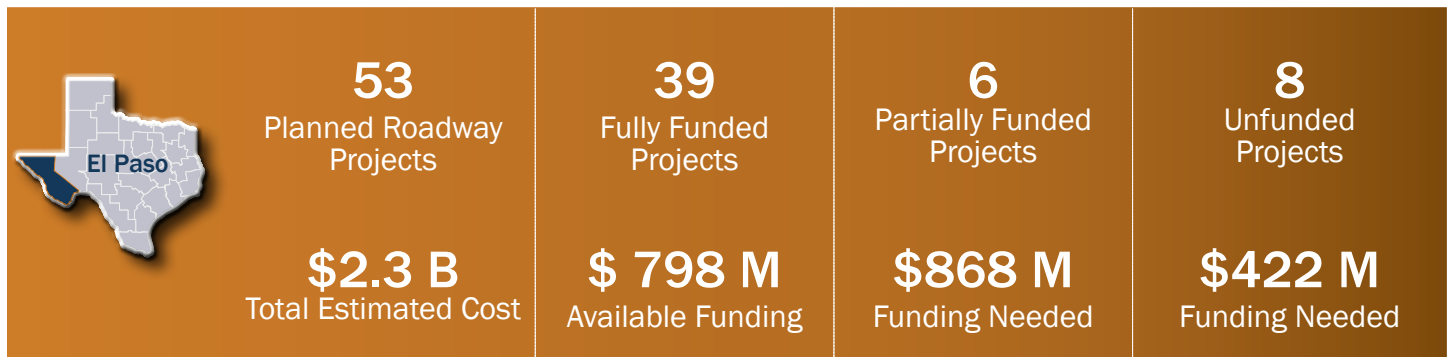 El Paso
53
Planned Roadway
Projects
$2.3 B
Total Estimated Cost
39
Fully Funded
Projects
$ 798 M
Available Funding
6
Partially Funded
Projects
$868 M
Funding Needed
8
Unfunded
Projects
$422 M
Funding Needed